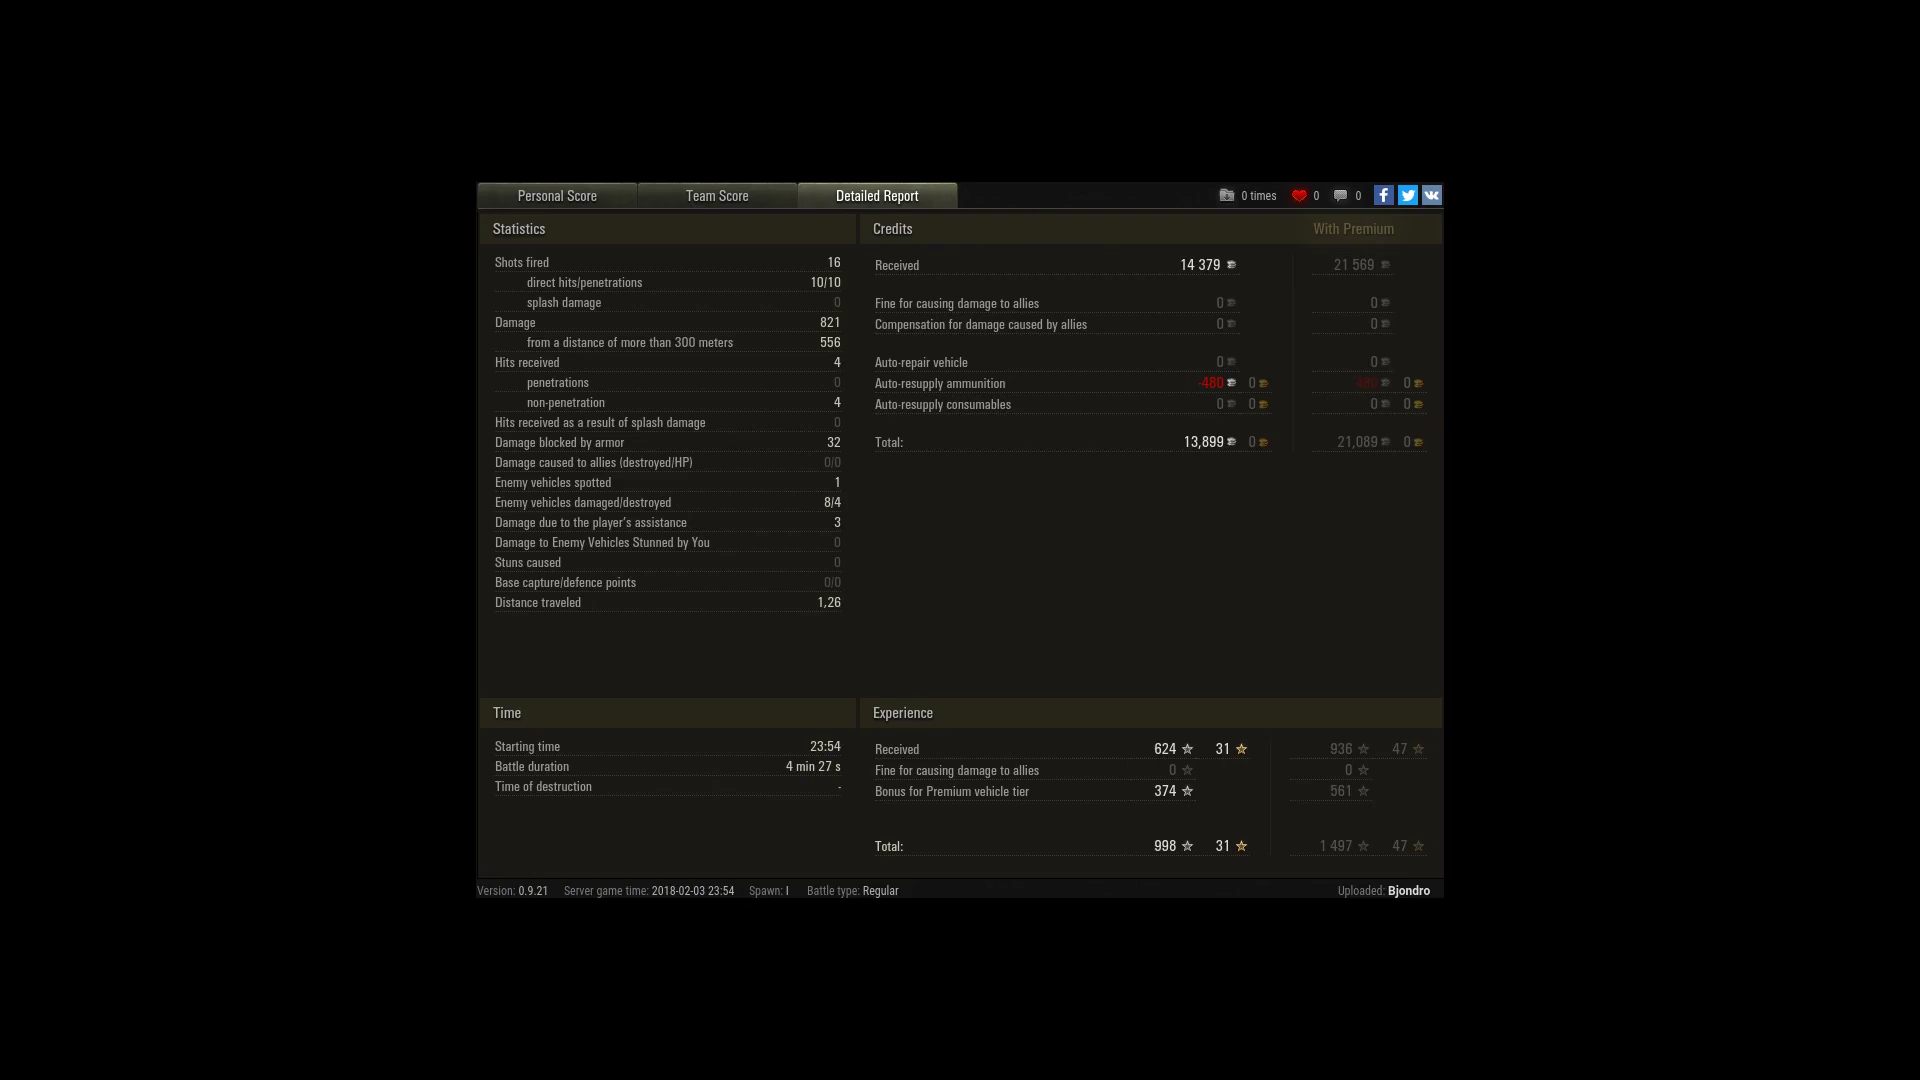 Personal Score Team Score Detailed Report 0 times 0 0
Statistics
Shots fired 16
direct hits/penetrations 10/10
splash damage 0
Damage 821
from a distance of more than 300 meters 556
Hits received 4
penetrations 0
non-penetration 4
Hits received as a result of splash damage 0
Damage blocked by armor 32
Damage caused to allies (destroyed/HP) 0/0
Enemy vehicles spotted 1
Enemy vehicles damaged/destroyed 8/4
Damage due to the player's assistance 3
Damage to Enemy Vehicles Stunned by You 0
Stuns caused 0
Base capture/defence points 0/0
Distance traveled 1,26
Credits With Premium
Received 14 379 21 569
Fine for causing damage to allies 0 0
Compensation for damage caused by allies 0 0
Auto-repair vehicle 0 0
Auto-resupply ammunition -480 0 -480 0
Auto-resupply consumables 0 0 0 0
Total: 13,899 0 21,089 0
Time
Starting time 23:54
Battle duration 4 min 27 s
Time of destruction -
Experience
Received 624 31 936 47
Fine for causing damage to allies 0 0
Bonus for Premium vehicle tier 374 561
Total: 998 31 1 497 47
Version: 0.9.21 Server game time: 2018-02-03 23:54 Spawn: I Battle type: Regular Uploaded: Bjondro